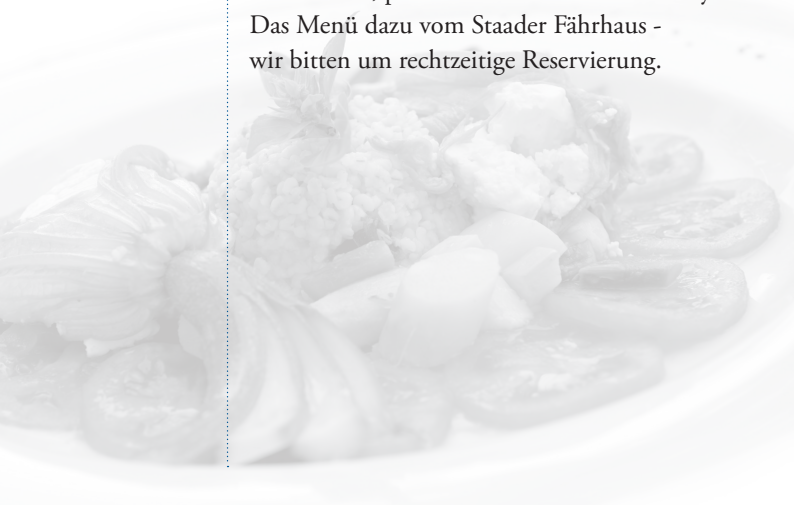 Das Menü dazu vom Staader Fährhaus -
wir bitten um rechtzeitige Reservierung.